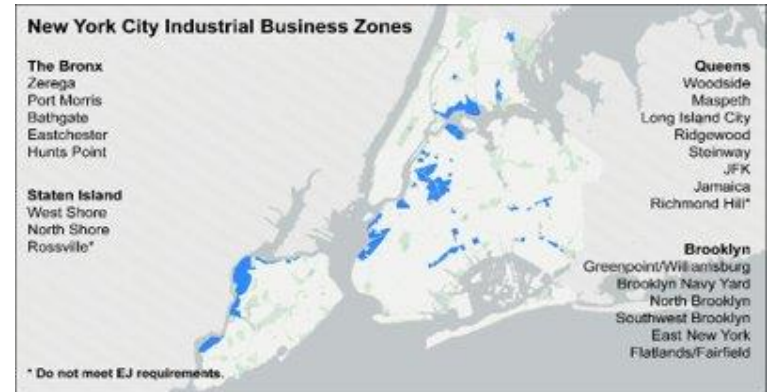 New York City Industrial Business Zones
The Bronx
Zerega
Port Morris
Bathgate
Eastchester
Hunts Point
Staten Island
West Shore
North Shore
Rossville*
* Do not meet EJ requirements.
Queens
Woodside
Maspeth
Long Island City
Ridgewood
Steinway
JFK
Jamaica
Richmond Hill*
Brooklyn
Greenpoint/Williamsburg
Brooklyn Navy Yard
North Brooklyn
Southwest Brooklyn
East New York
Flatlands/Fairfield